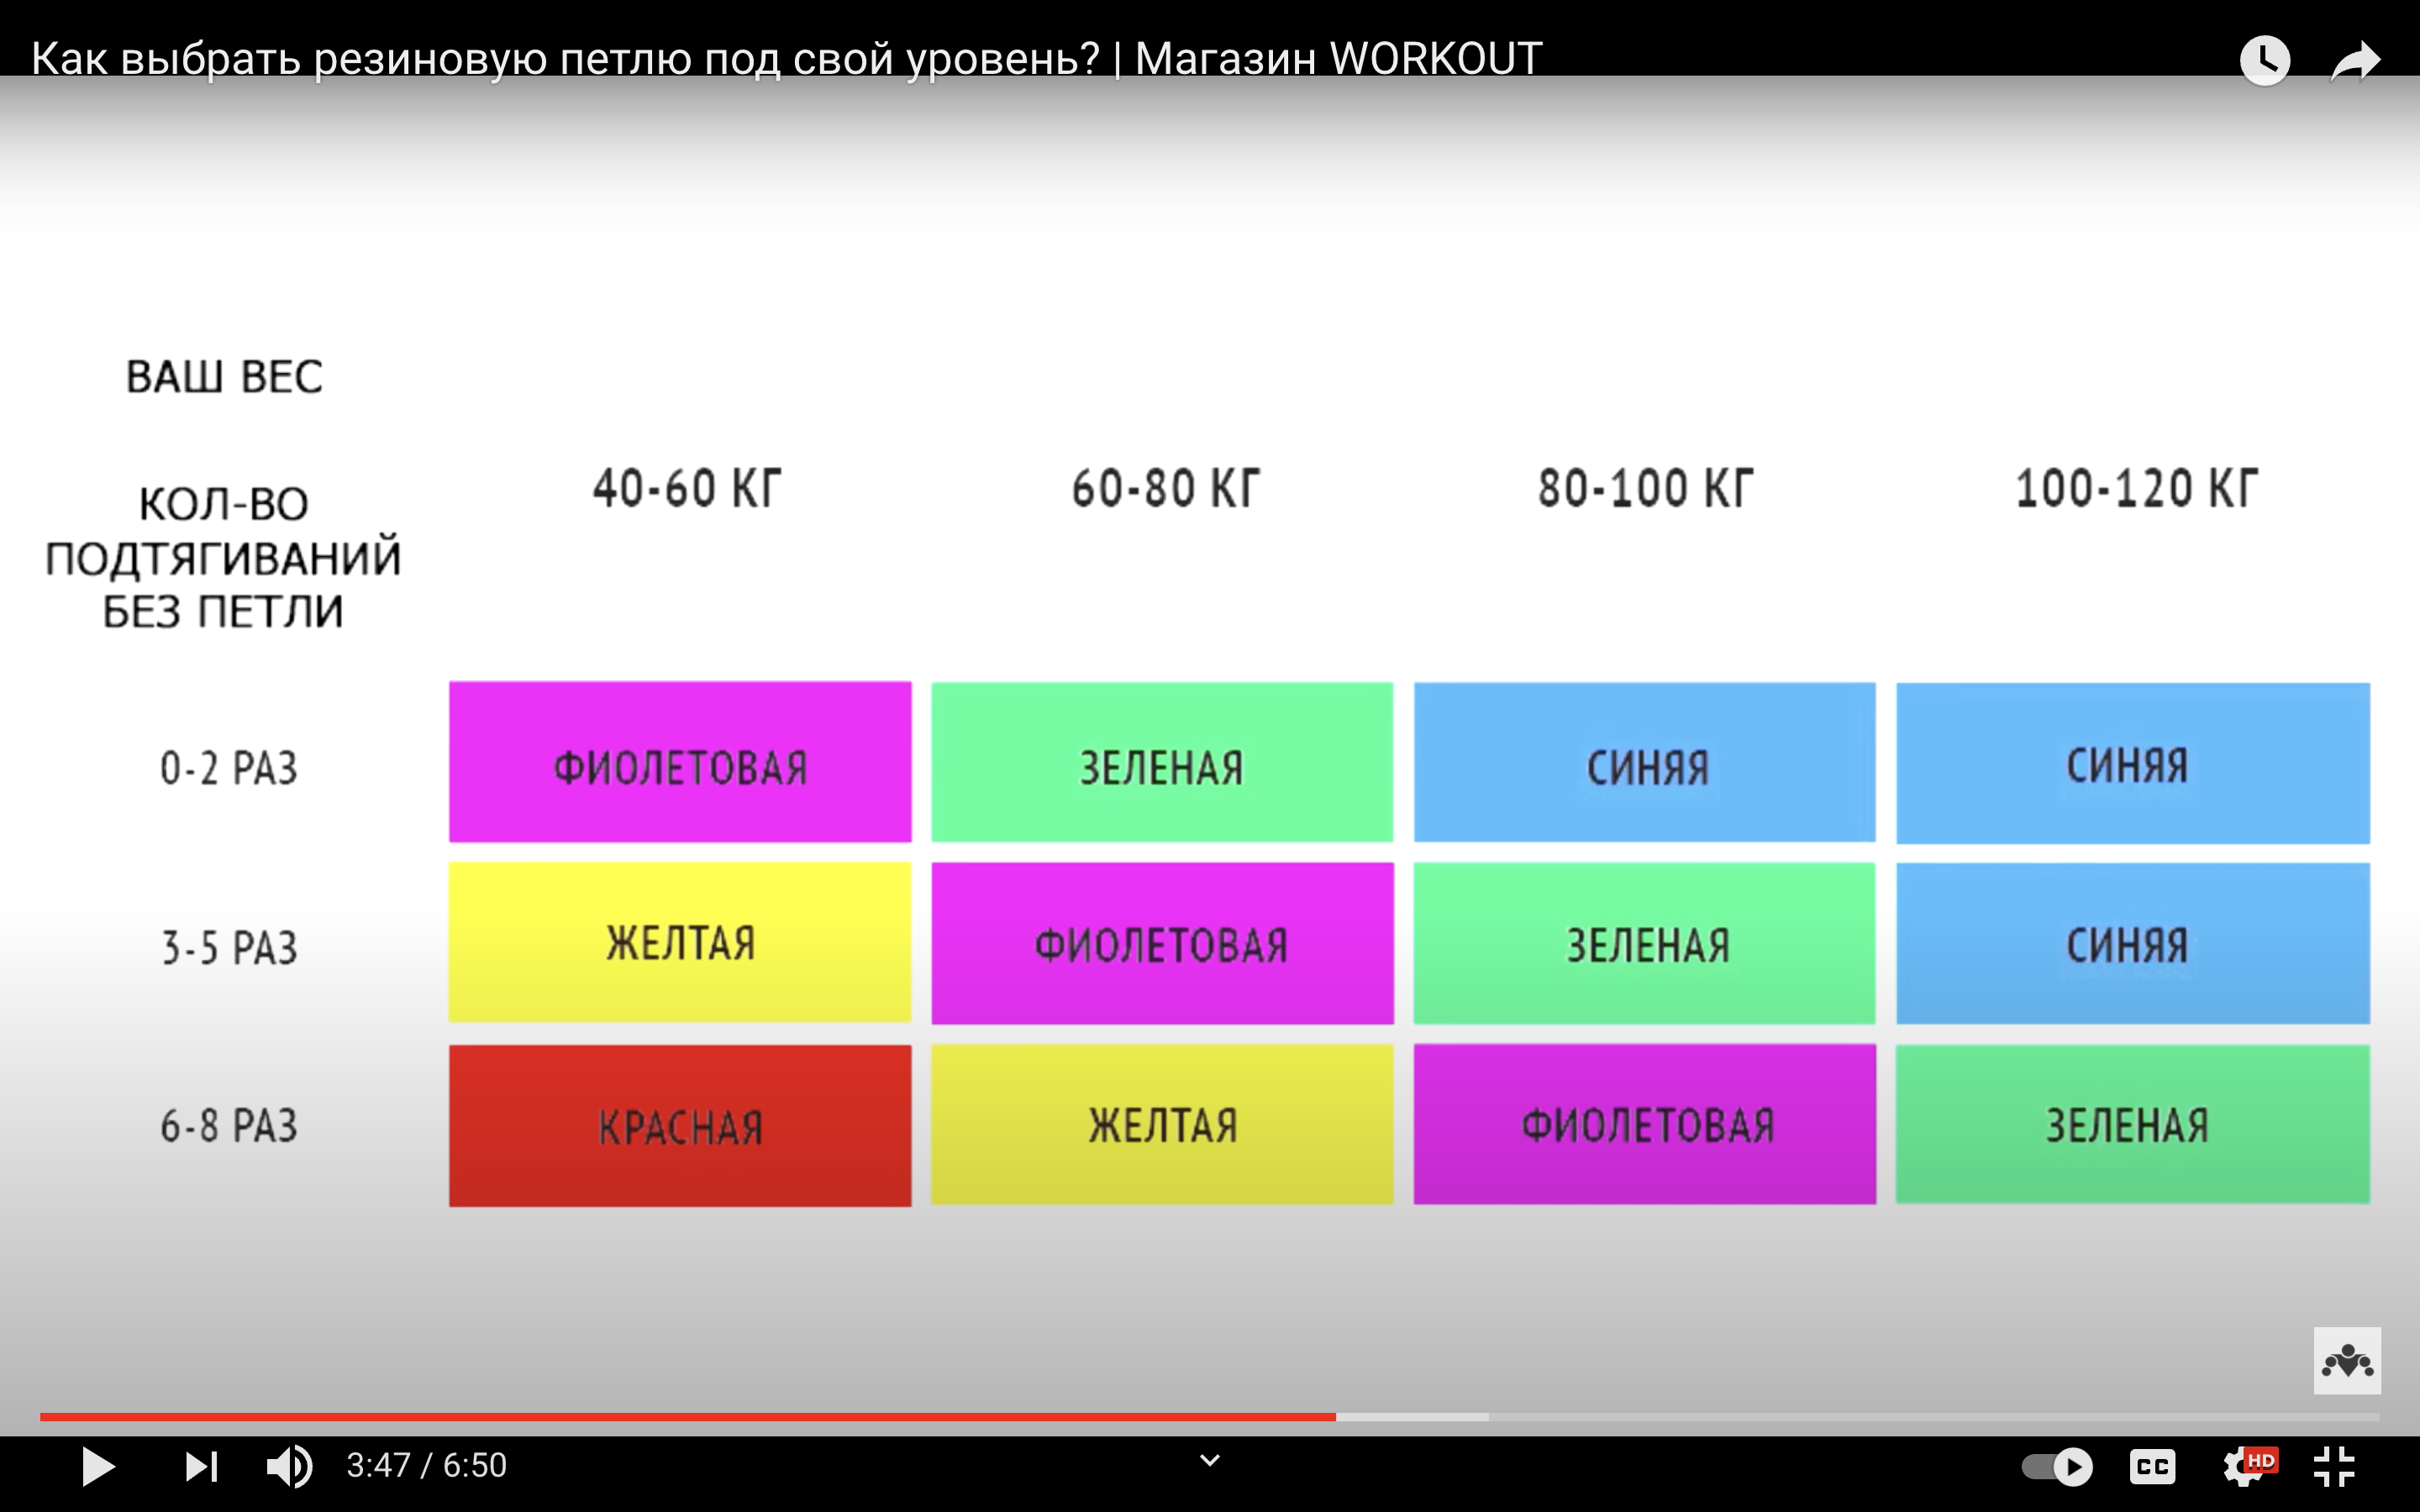 Как выбрать резиновую петлю под свой уровень? | Магазин WORKOUT
ВАШ ВЕС
40-60 КГ 60-80 КГ 80-100 КГ 100-120 КГ
КОЛ-ВО
ПОДТЯГИВАНИЙ
БЕЗ ПЕТЛИ
0-2 РАЗ ФИОЛЕТОВАЯ ЗЕЛЕНАЯ СИНЯЯ СИНЯЯ
3-5 РАЗ ЖЕЛТАЯ ФИОЛЕТОВАЯ ЗЕЛЕНАЯ СИНЯЯ
6-8 РАЗ КРАСНАЯ ЖЕЛТАЯ ФИОЛЕТОВАЯ ЗЕЛЕНАЯ
3:47 / 6:50 CC HD